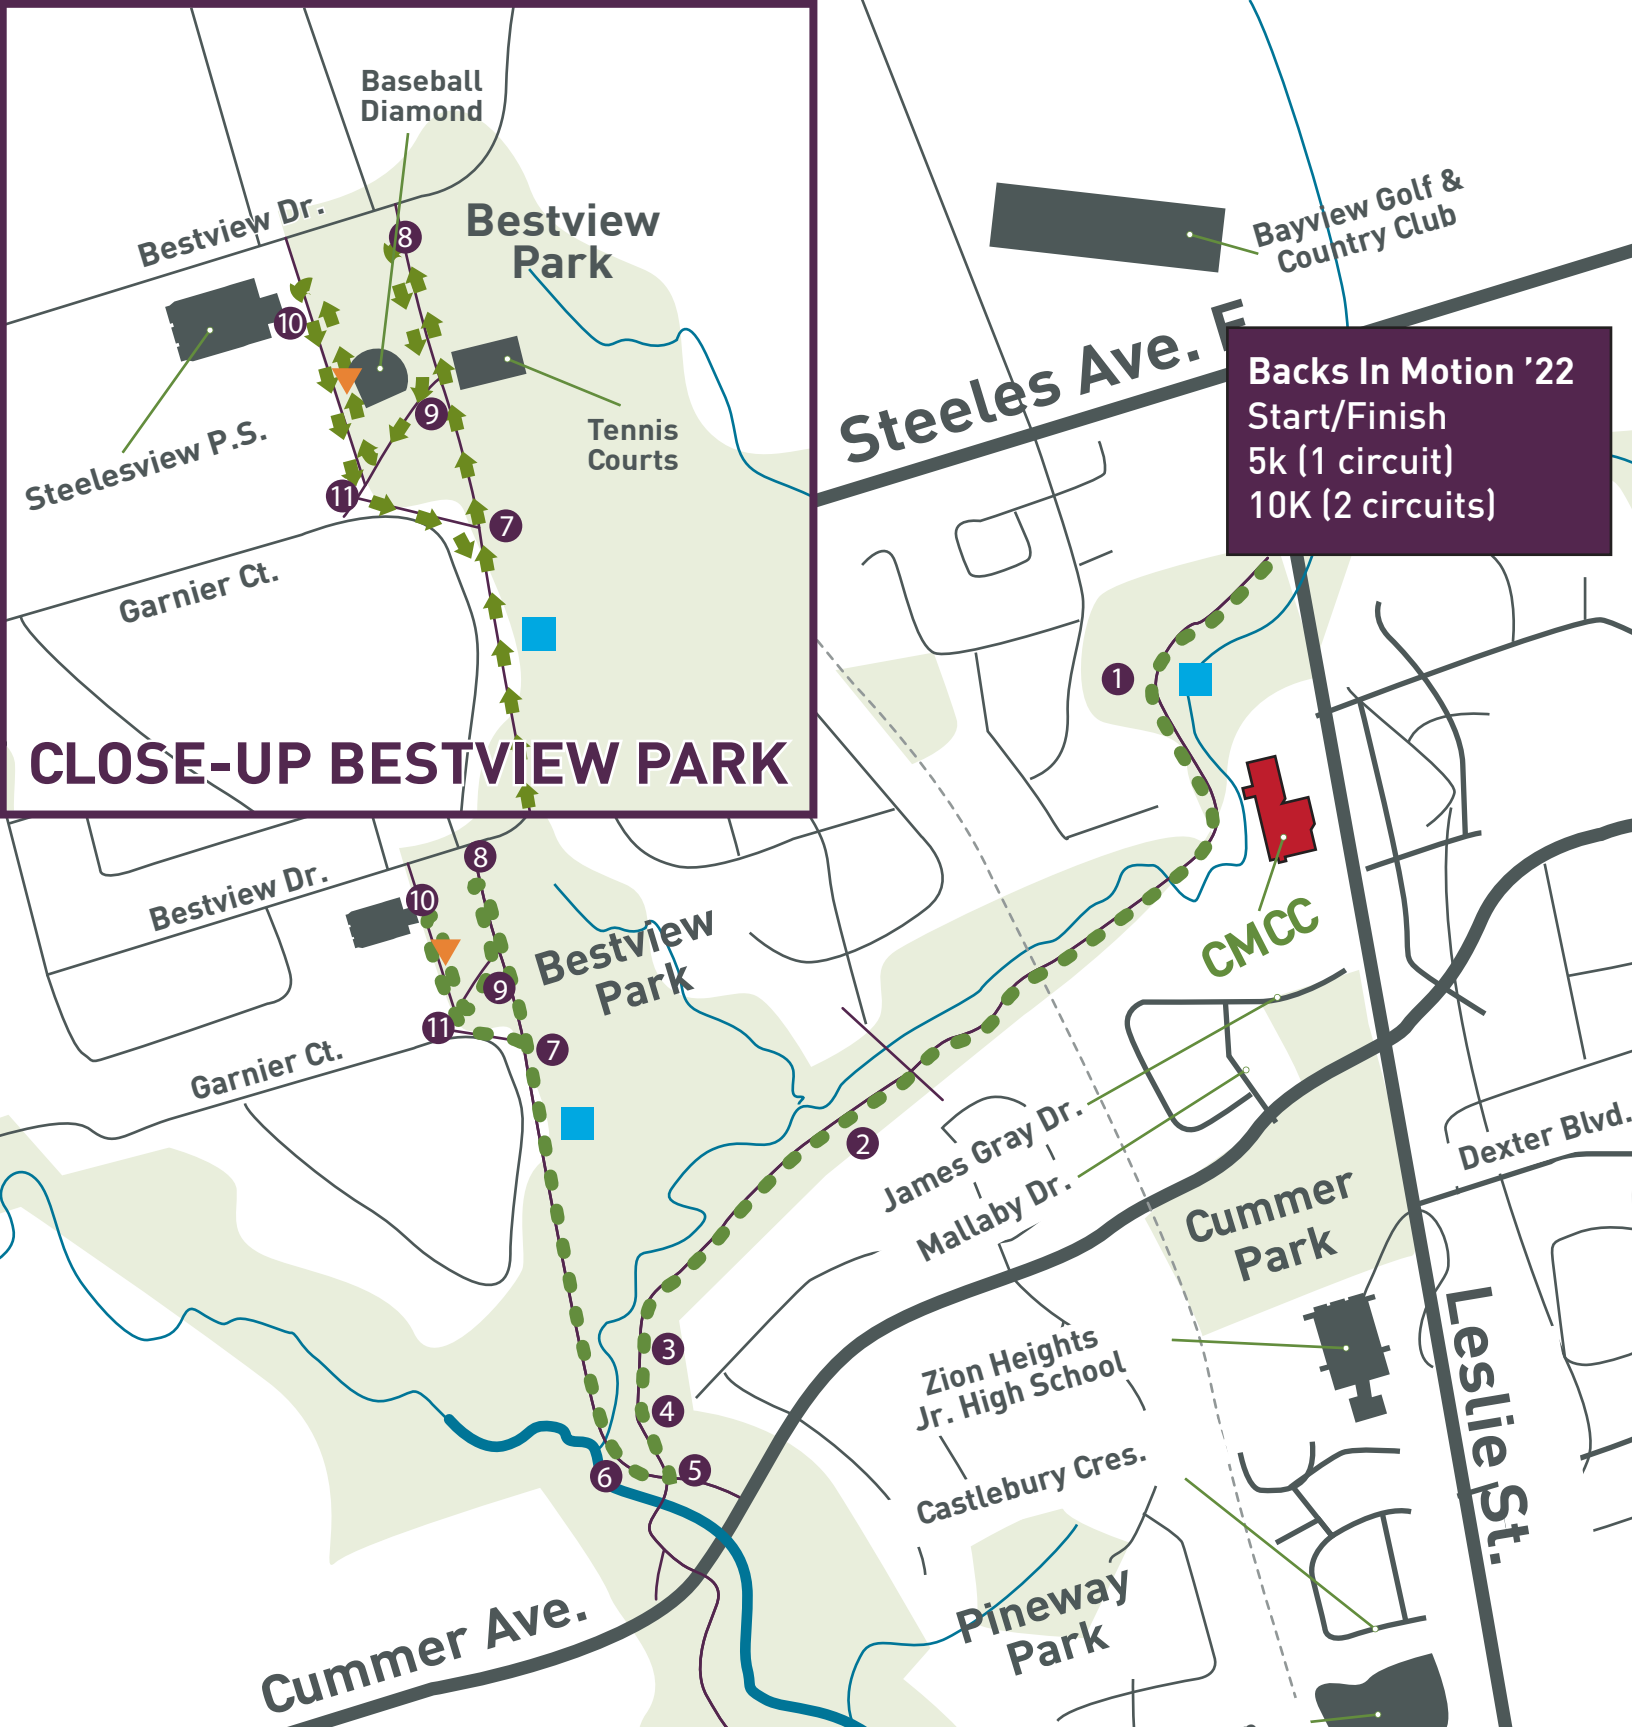 Baseball
Diamond
Bestview Dr.
8
Bestview
Park
10
9
Tennis
Courts
Steelesview P.S.
11
7
Garnier Ct.
CLOSE-UP BESTVIEW PARK
Bayview Golf &
Country Club
Steeles Ave. E
Backs In Motion ’22
Start/Finish
5k (1 circuit)
10K (2 circuits)
1
CMCC
8
Bestview Dr.
10
Bestview
Park
9
11
7
Garnier Ct.
2
James Gray Dr.
Mallaby Dr.
Dexter Blvd.
Cummer
Park
3
Zion Heights
Jr. High School
4
5
6
Castlebury Cres.
Leslie St.
Pineway
Park
Cummer Ave.